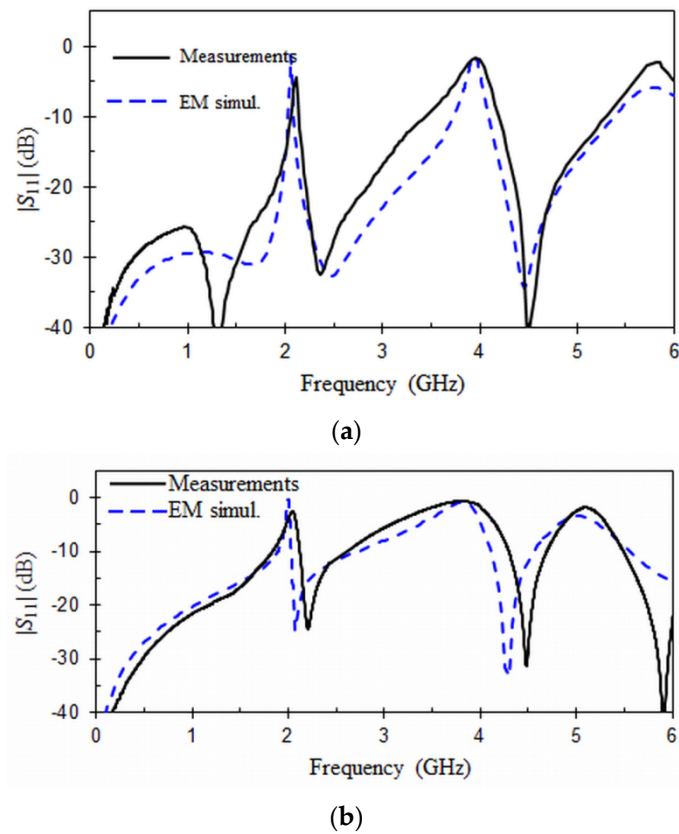 0
-10
-20
-30
-40
|S11| (dB)
Measurements
EM simul.
0 1 2 3 4 5 6
Frequency (GHz)
(a)
0
-10
-20
-30
-40
|S11| (dB)
Measurements
EM simul.
0 1 2 3 4 5 6
Frequency (GHz)
(b)